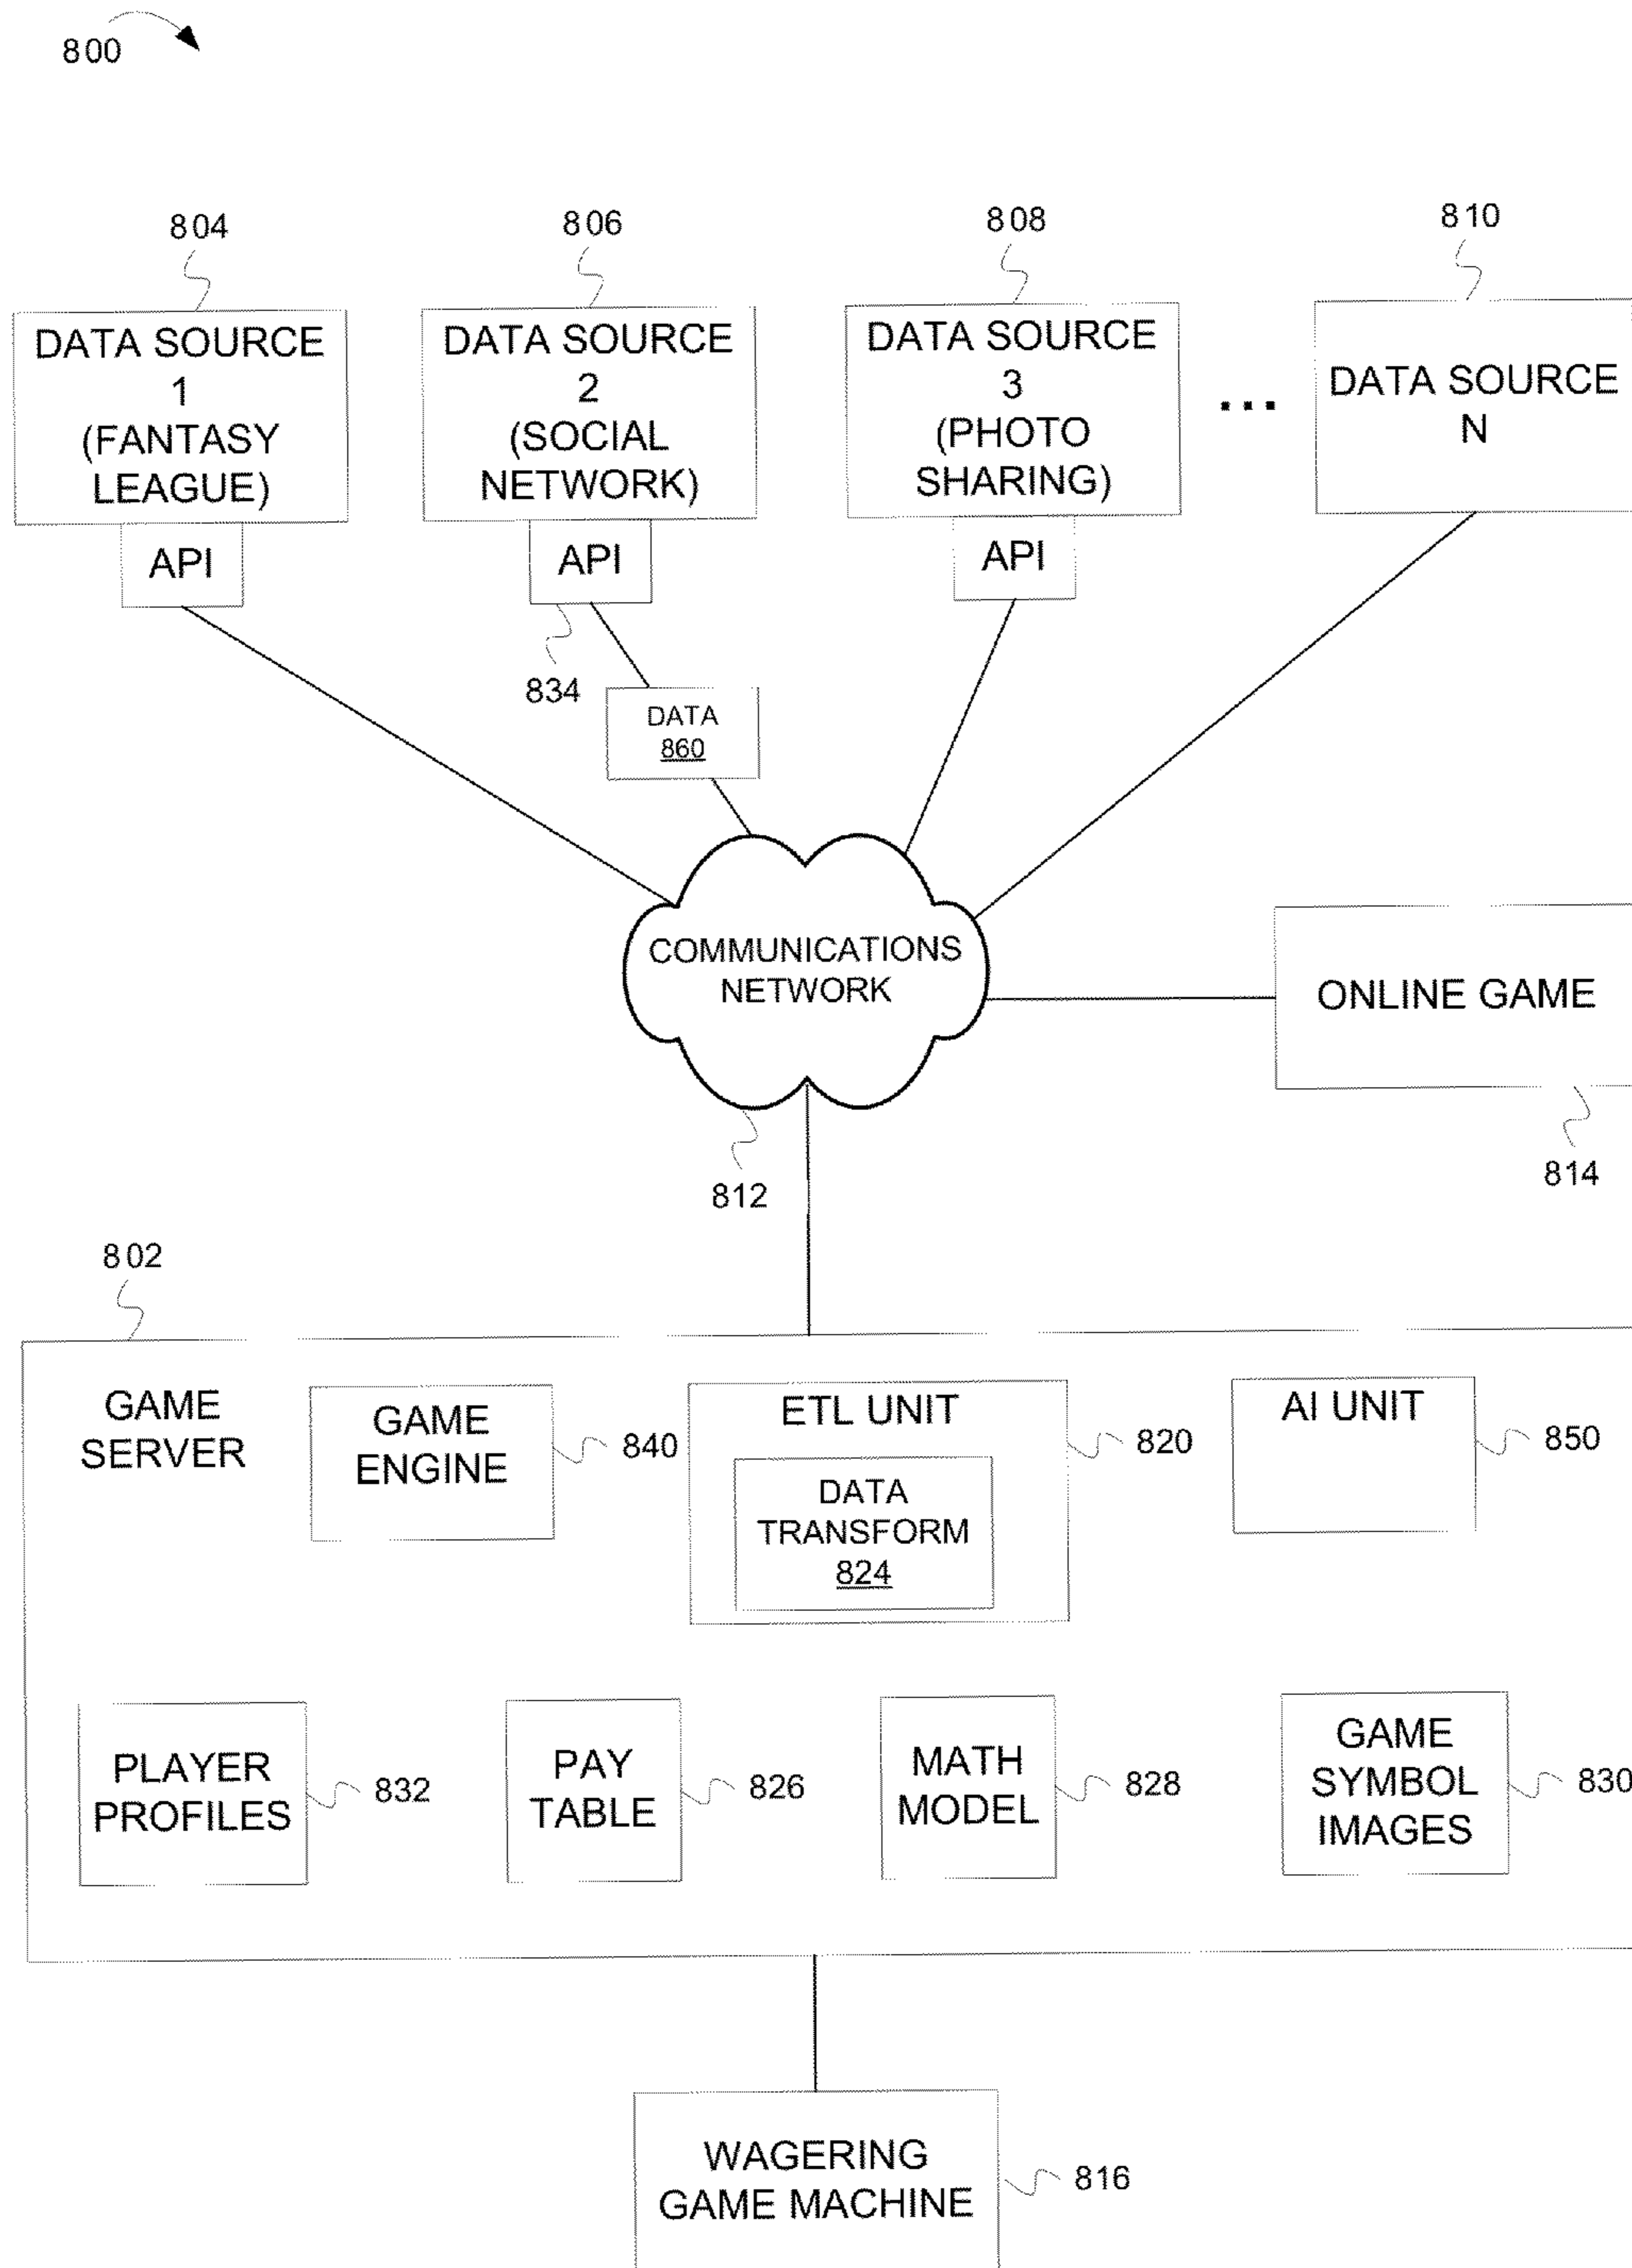 800
804
806
808
810
DATA SOURCE
1
(FANTASY
LEAGUE)
DATA SOURCE
2
(SOCIAL
NETWORK)
DATA SOURCE
3
(PHOTO
SHARING)
...
DATA SOURCE
N
API
API
API
834
DATA
860
COMMUNICATIONS
NETWORK
ONLINE GAME
812
814
802
GAME
SERVER
GAME
ENGINE
840
ETL UNIT
DATA
TRANSFORM
824
820
AI UNIT
850
PLAYER
PROFILES
832
PAY
TABLE
826
MATH
MODEL
828
GAME
SYMBOL
IMAGES
830
WAGERING
GAME MACHINE
816